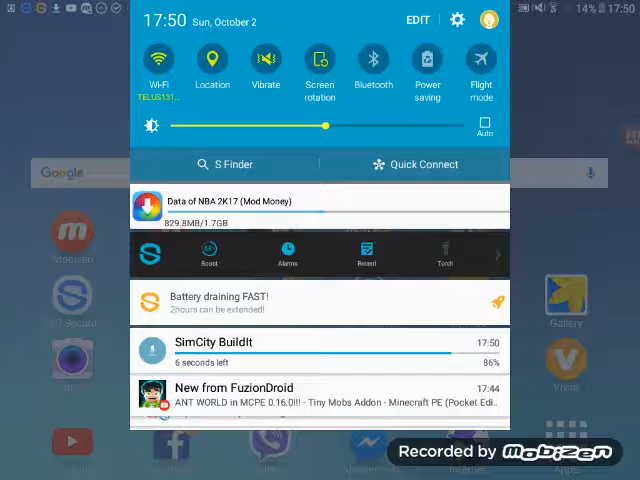 14% 17:50
17:50 Sun, October 2 EDIT
Wi-Fi Location Vibrate Screen rotation Bluetooth Power saving Flight mode
TELUS131...
Auto
S Finder Quick Connect
Google
Data of NBA 2K17 (Mod Money)
829.8MB/1.7GB
Mobizen
Boost Alarms Recent Torch
Battery draining FAST!
2hours can be extended!
Gallery
SimCity BuildIt 17:50
6 seconds left 86%
New from FuzionDroid 17:44
ANT WORLD in MCPE 0.16.0!!! - Tiny Mobs Addon - Minecraft PE (Pocket Edi..
Recorded by Mobizen